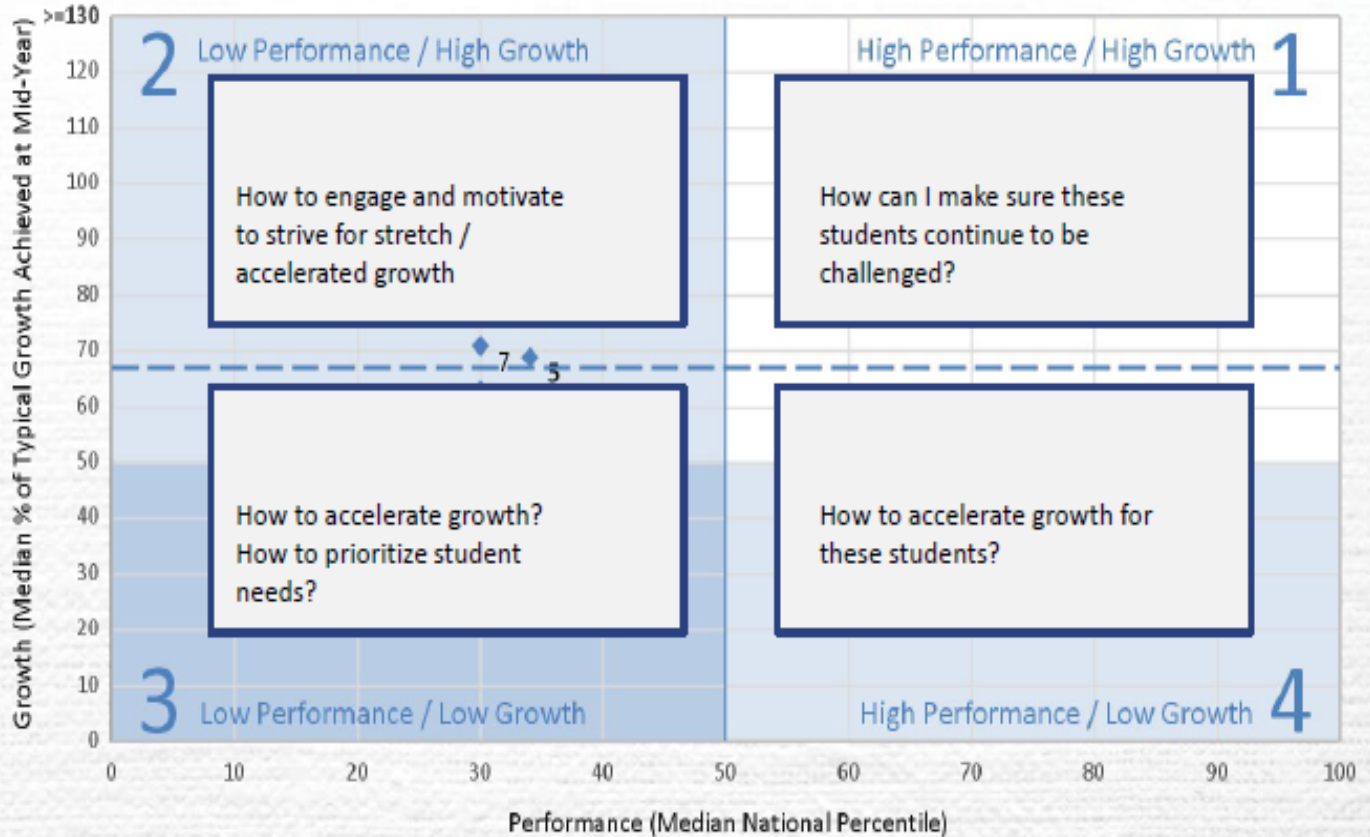 Growth (Median % of Typical Growth Achieved at Mid-Year)
>=130
120
110
100
90
80
70
60
50
40
30
20
10
0
2
Low Performance / High Growth
High Performance / High Growth
1
How to engage and motivate
to strive for stretch /
accelerated growth
How can I make sure these
students continue to be
challenged?
7
5
How to accelerate growth?
How to prioritize student
needs?
How to accelerate growth for
these students?
3
Low Performance / Low Growth
High Performance / Low Growth
4
0 10 20 30 40 50 60 70 80 90 100
Performance (Median National Percentile)